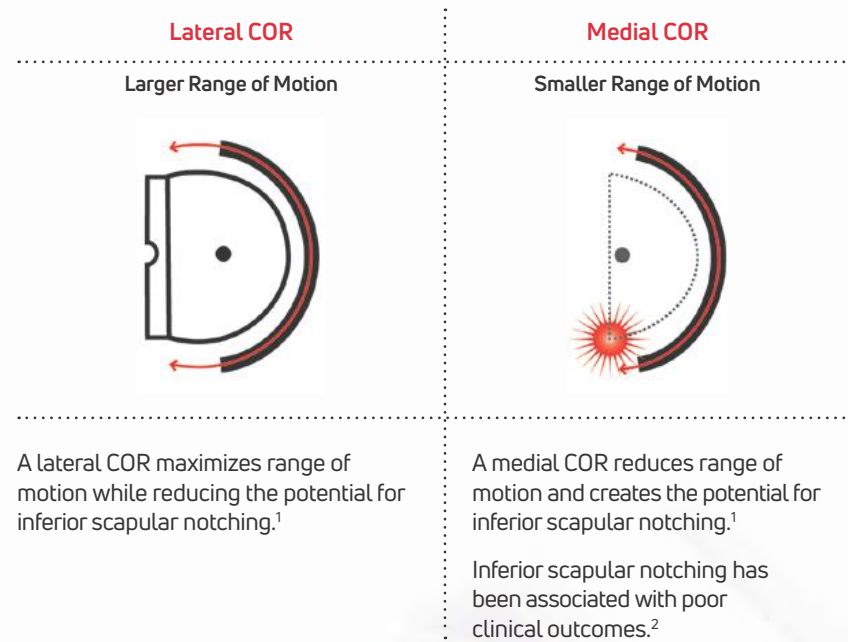 Lateral COR
Larger Range of Motion
A lateral COR maximizes range of
motion while reducing the potential for
inferior scapular notching.¹
Medial COR
Smaller Range of Motion
A medial COR reduces range of
motion and creates the potential for
inferior scapular notching.¹
Inferior scapular notching has
been associated with poor
clinical outcomes.²